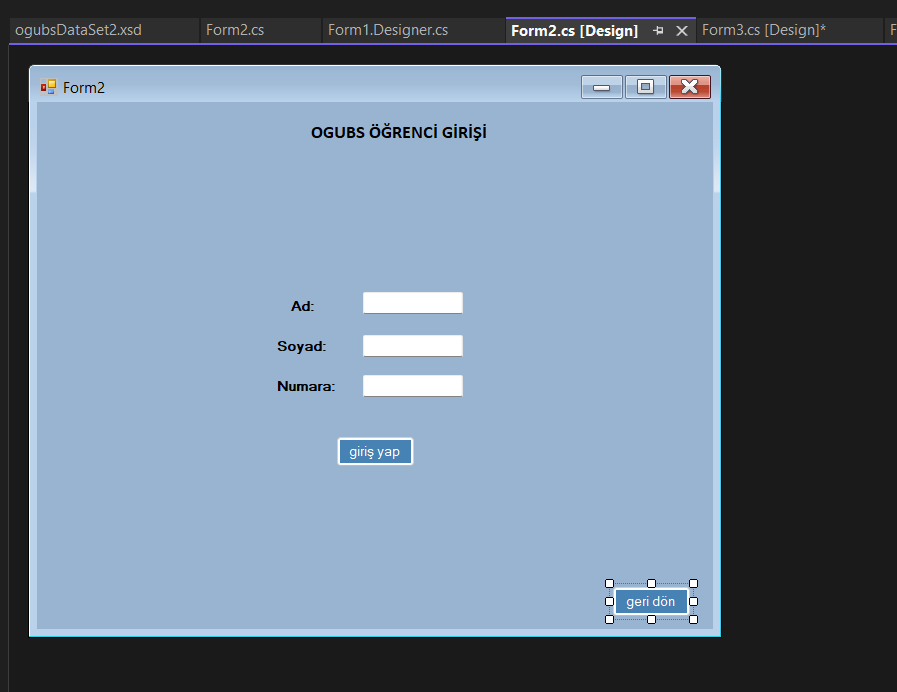 ogubsDataSet2.xsd Form2.cs Form1.Designer.cs Form2.cs [Design] Form3.cs [Design]* F
Form2
OGUBS ÖĞRENCİ GİRİŞİ
Ad:
Soyad:
Numara:
giriş yap
geri dön